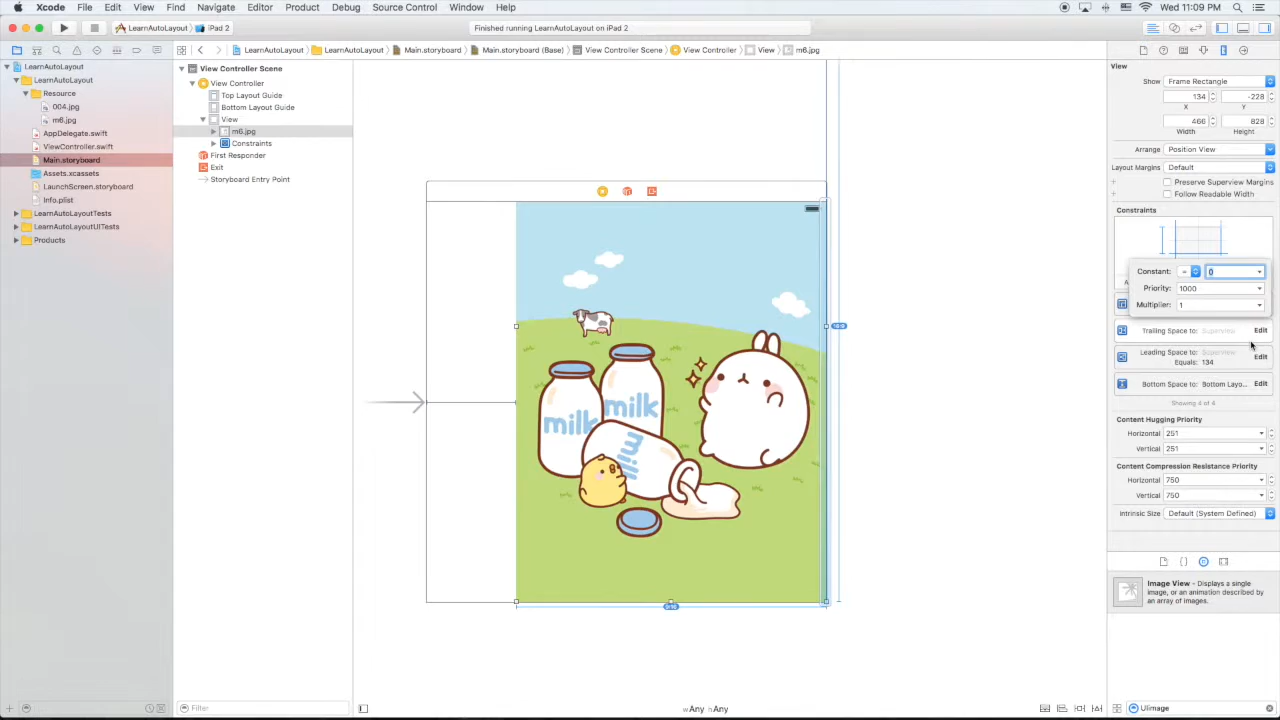 Xcode File Edit View Find Navigate Editor Product Debug Source Control Window Help
Wed 11:09 PM
LearnAutoLayout iPad 2
Finished running LearnAutoLayout on iPad 2
LearnAutoLayout LearnAutoLayout Main.storyboard Main.storyboard (Base) View Controller Scene View Controller View m6.jpg
LearnAutoLayout
LearnAutoLayout
Resource
004.jpg
m6.jpg
AppDelegate.swift
ViewController.swift
Main.storyboard
Assets.xcassets
LaunchScreen.storyboard
Info.plist
LearnAutoLayoutTests
LearnAutoLayoutUITests
Products
View Controller Scene
View Controller
Top Layout Guide
Bottom Layout Guide
View
m6.jpg
Constraints
First Responder
Exit
Storyboard Entry Point
milk
milk
milk
View
Show Frame Rectangle
134 -228
X Y
466 828
Width Height
Arrange Position View
Layout Margins Default
Preserve Superview Margins
Follow Readable Width
Constraints
Constant: = 0
Priority: 1000
Multiplier: 1
Trailing Space to: Superview Edit
Leading Space to: Superview
Equals: 134 Edit
Bottom Space to: Bottom Layo... Edit
Showing 4 of 4
Content Hugging Priority
Horizontal 251
Vertical 251
Content Compression Resistance Priority
Horizontal 750
Vertical 750
Intrinsic Size Default (System Defined)
Image View - Displays a single
image, or an animation described by
an array of images.
Filter
wAny hAny
UIimage